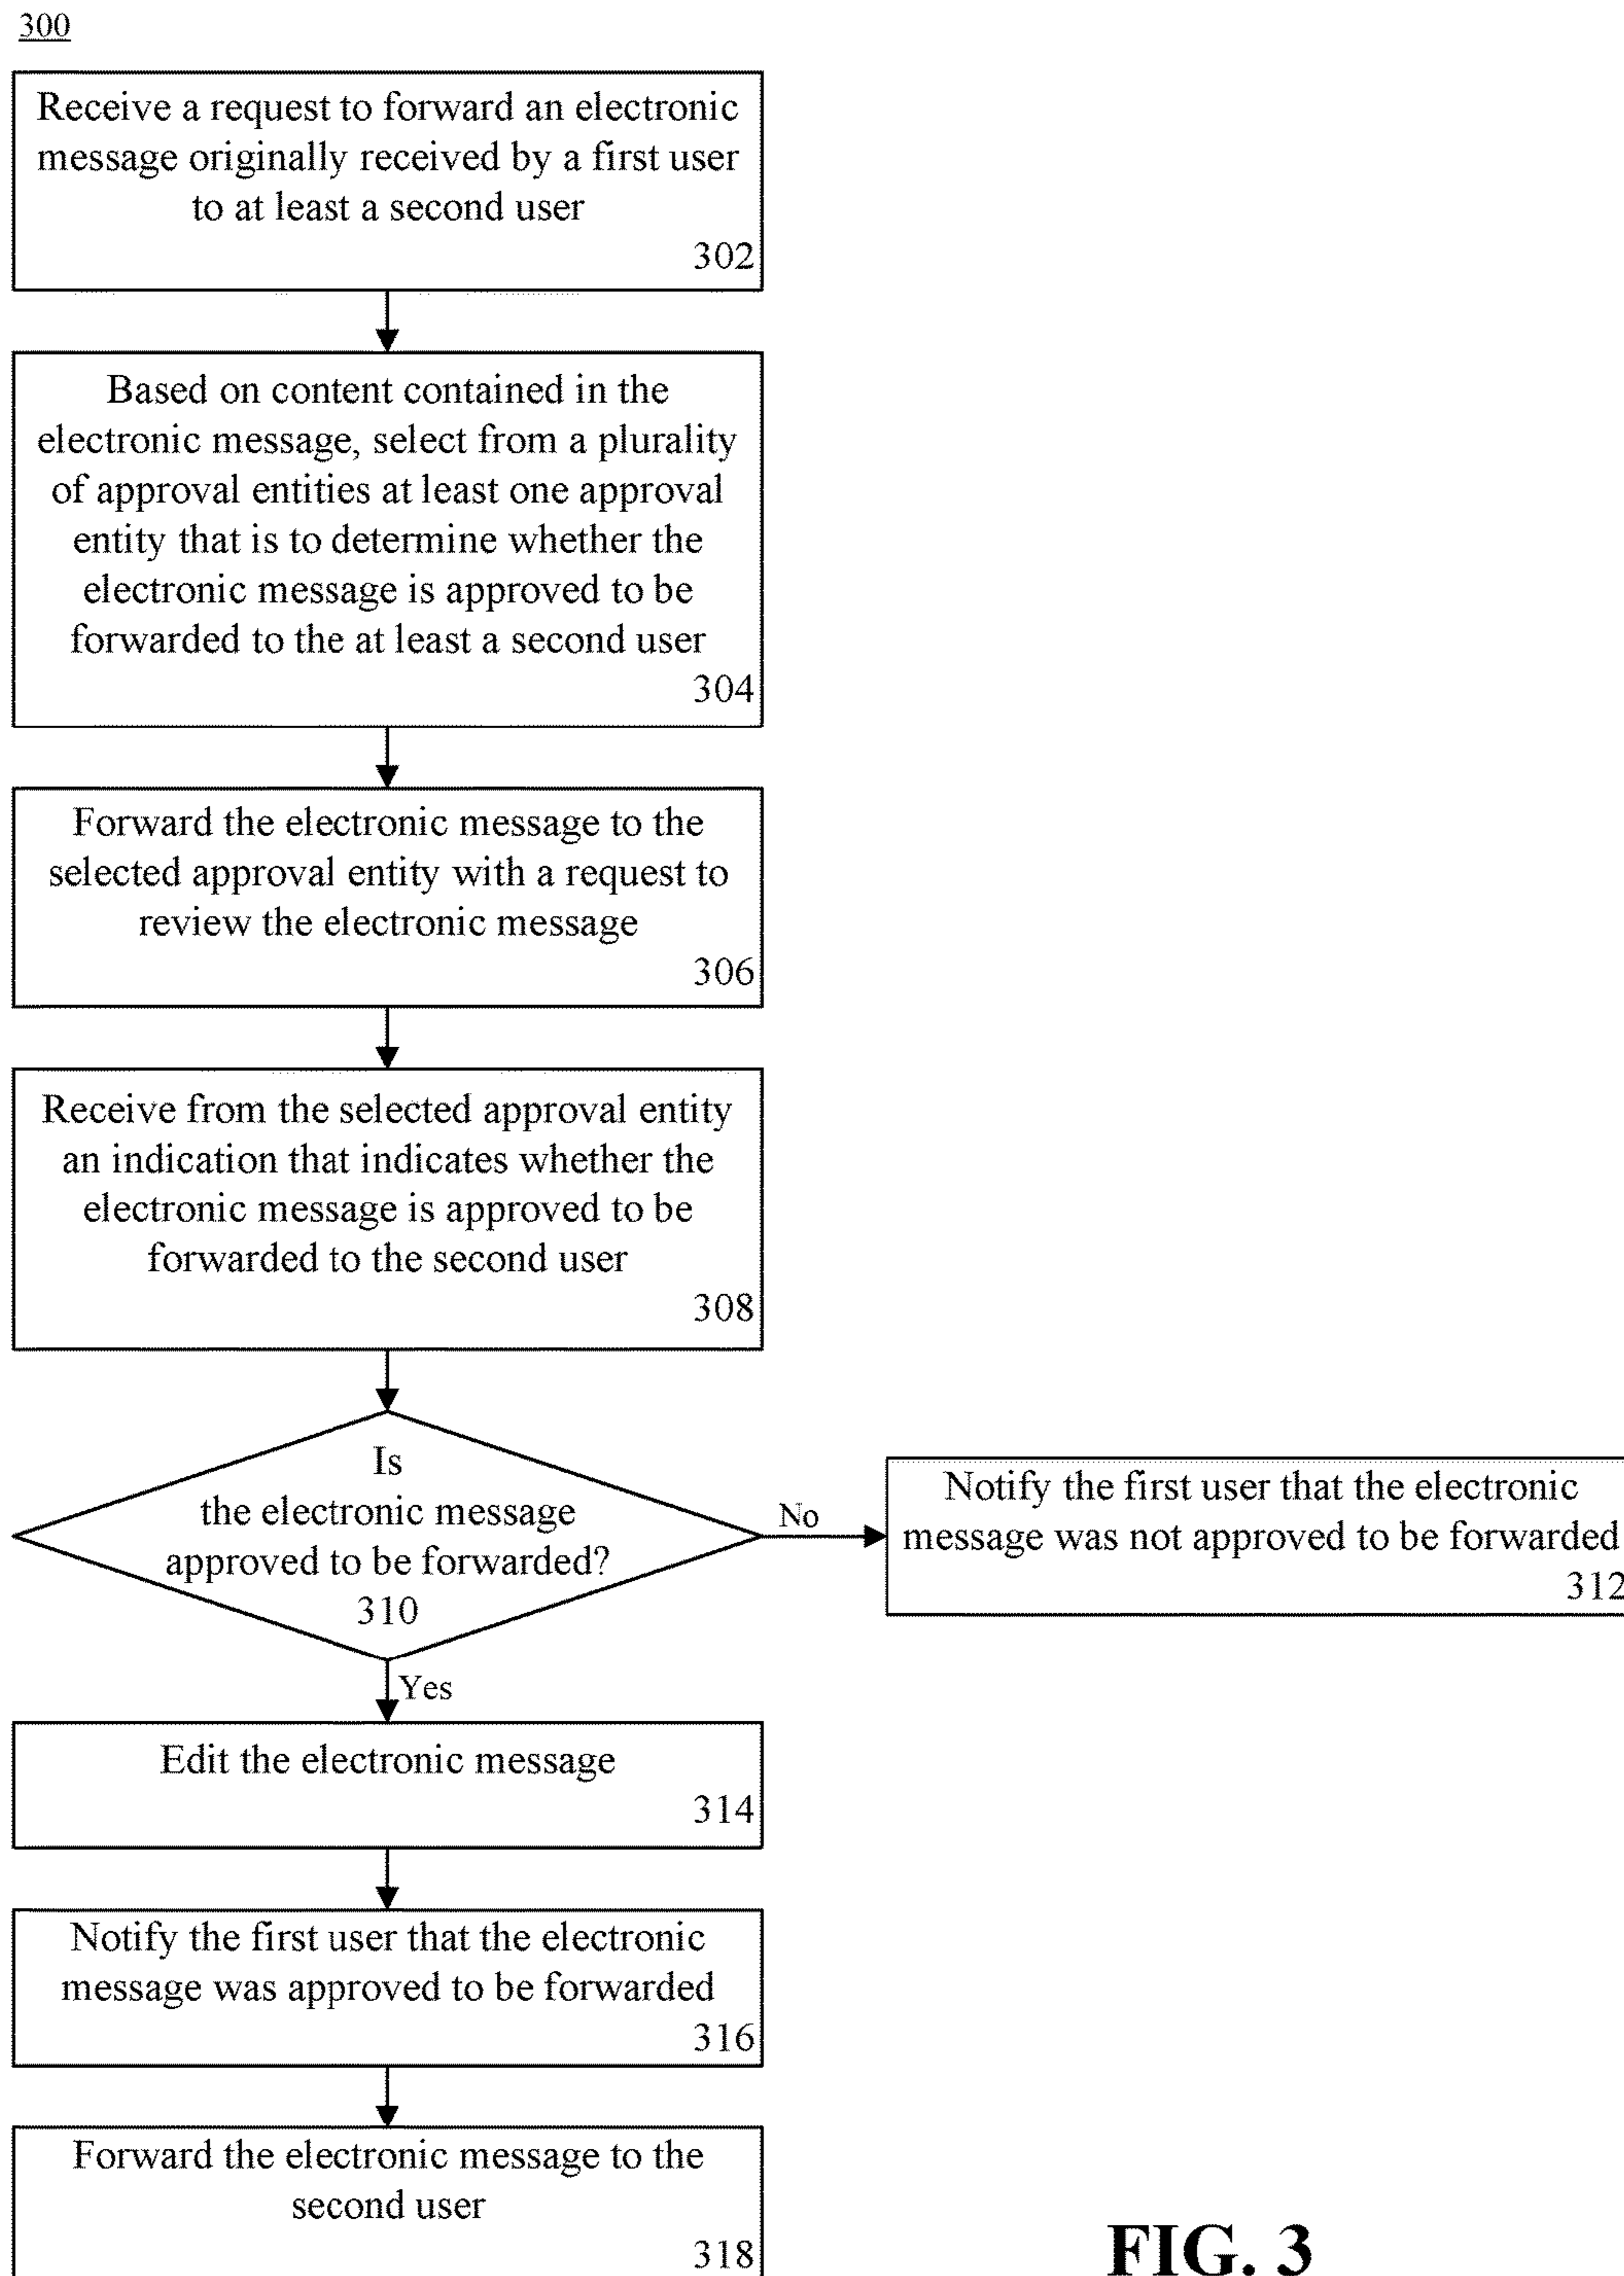 300
Receive a request to forward an electronic
message originally received by a first user
to at least a second user
302
Based on content contained in the
electronic message, select from a plurality
of approval entities at least one approval
entity that is to determine whether the
electronic message is approved to be
forwarded to the at least a second user
304
Forward the electronic message to the
selected approval entity with a request to
review the electronic message
306
Receive from the selected approval entity
an indication that indicates whether the
electronic message is approved to be
forwarded to the second user
308
Is
the electronic message
approved to be forwarded?
310
No
Notify the first user that the electronic
message was not approved to be forwarded
312
Yes
Edit the electronic message
314
Notify the first user that the electronic
message was approved to be forwarded
316
Forward the electronic message to the
second user
318
FIG. 3